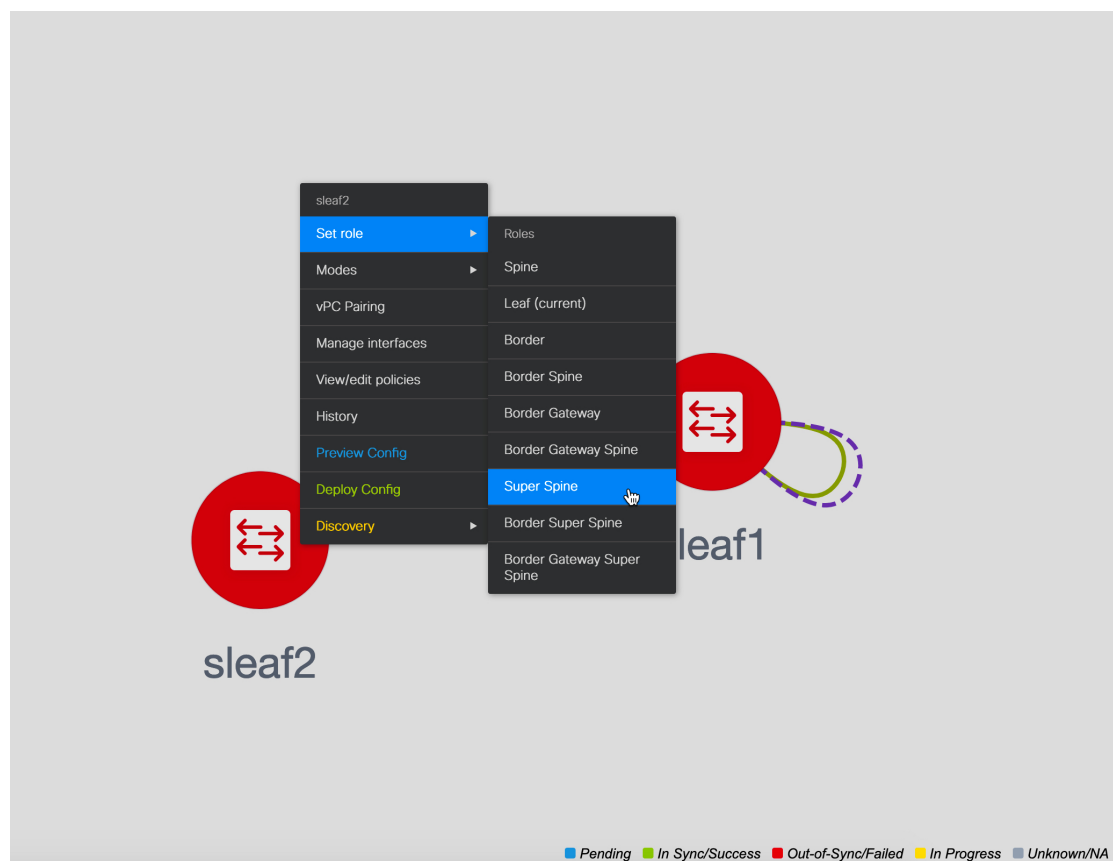 sleaf2
Set role
Roles
Modes
Spine
vPC Pairing
Leaf (current)
Manage interfaces
Border
View/edit policies
Border Spine
History
Border Gateway
Preview Config
Border Gateway Spine
Deploy Config
Super Spine
Discovery
Border Super Spine
Border Gateway Super
Spine
leaf1
sleaf2
Pending In Sync/Success Out-of-Sync/Failed In Progress Unknown/NA